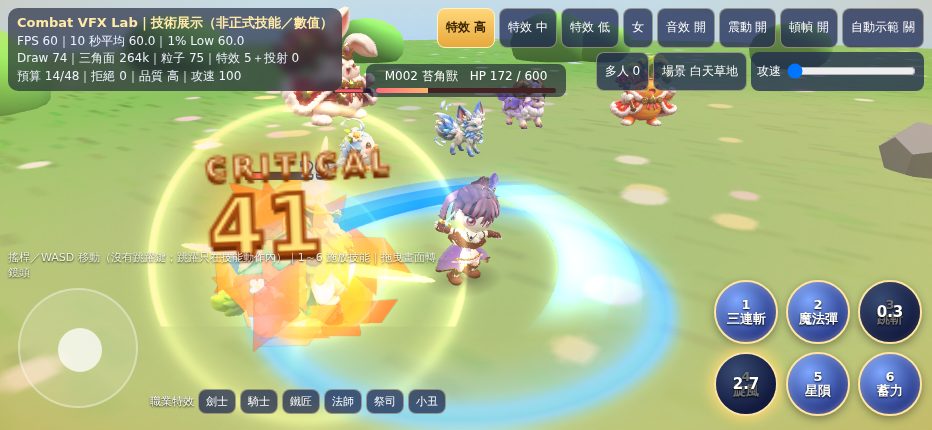 Combat VFX Lab｜技術展示（非正式技能／數值）
FPS 60｜10 秒平均 60.0｜1% Low 60.0
Draw 74｜三角面 264k｜粒子 75｜特效 5＋投射 0
預算 14/48｜拒絕 0｜品質 高｜攻速 100
特效 高
特效 中
特效 低
女
音效 開
震動 開
頓幀 開
自動示範 關
M002 苔角獸 HP 172 / 600
多人 0
場景 白天草地
攻速
CRITICAL
41
搖桿／WASD 移動（沒有跳躍鍵；跳躍只在技能動作內）｜1～6 施放技能｜拖曳畫面轉
鏡頭
1
三連斬
2
魔法彈
3
0.3
4
2.7
旋風
5
星隕
6
蓄力
職業特效
劍士
騎士
鐵匠
法師
祭司
小丑